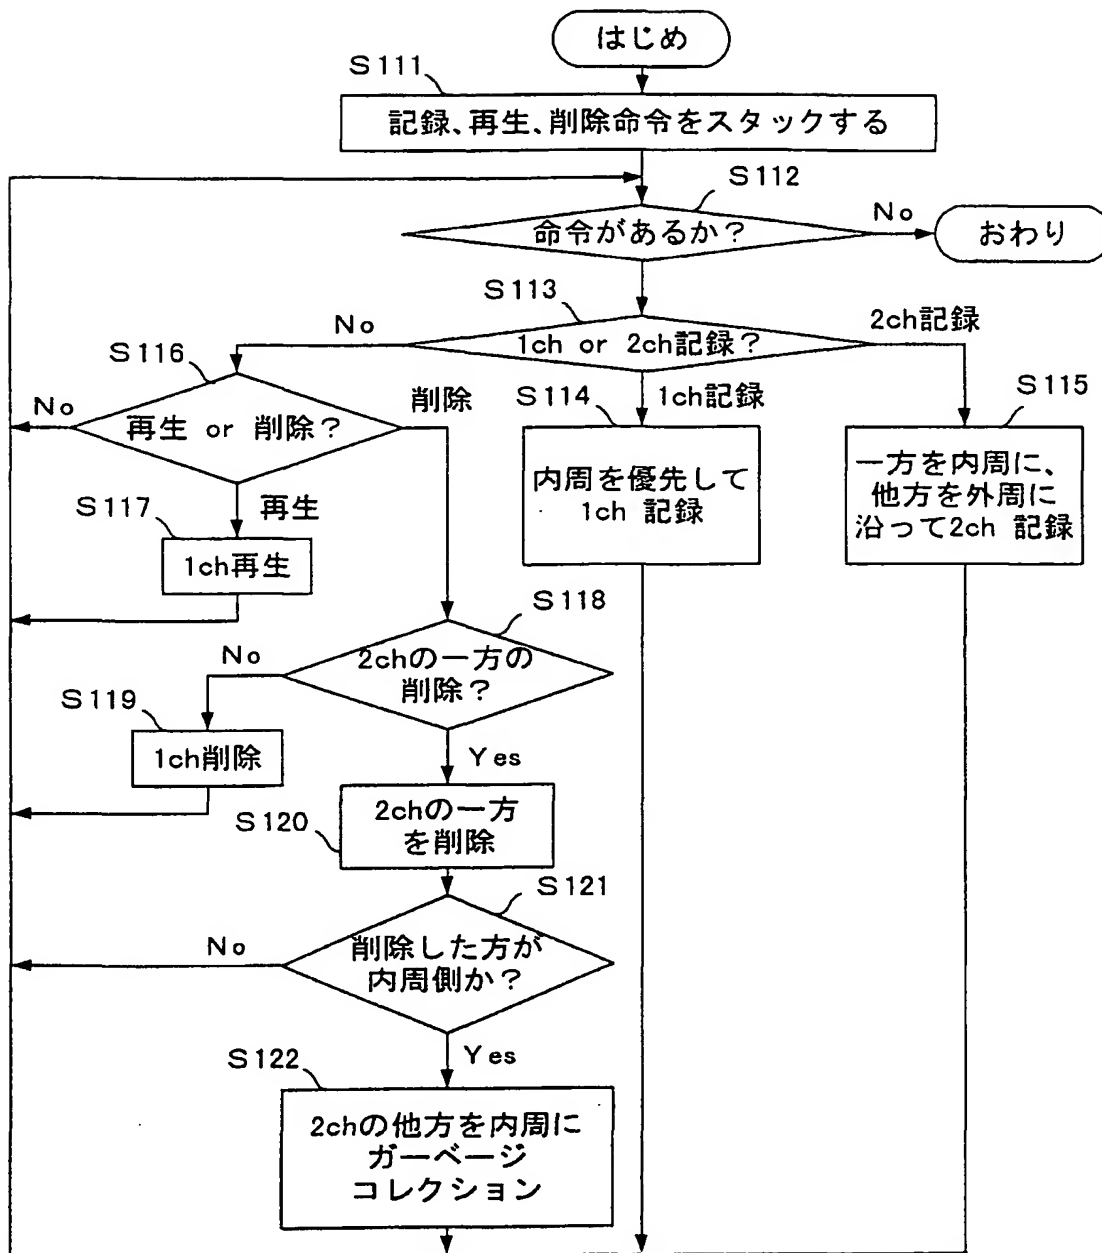 はじめ
S111
記録、再生、削除命令をスタックする
S112
命令があるか?
No
おわり
S113
No
1ch or 2ch記録?
2ch記録
S116
No
再生 or 削除?
削除
S114
1ch記録
S115
内周を優先して
1ch 記録
一方を内周に、
他方を外周に
沿って2ch 記録
S117
再生
1ch再生
S118
No
2chの一方の
削除?
S119
1ch削除
Yes
S120
2chの一方
を削除
S121
No
削除した方が
内周側か?
Yes
S122
2chの他方を内周に
ガーベージ
コレクション